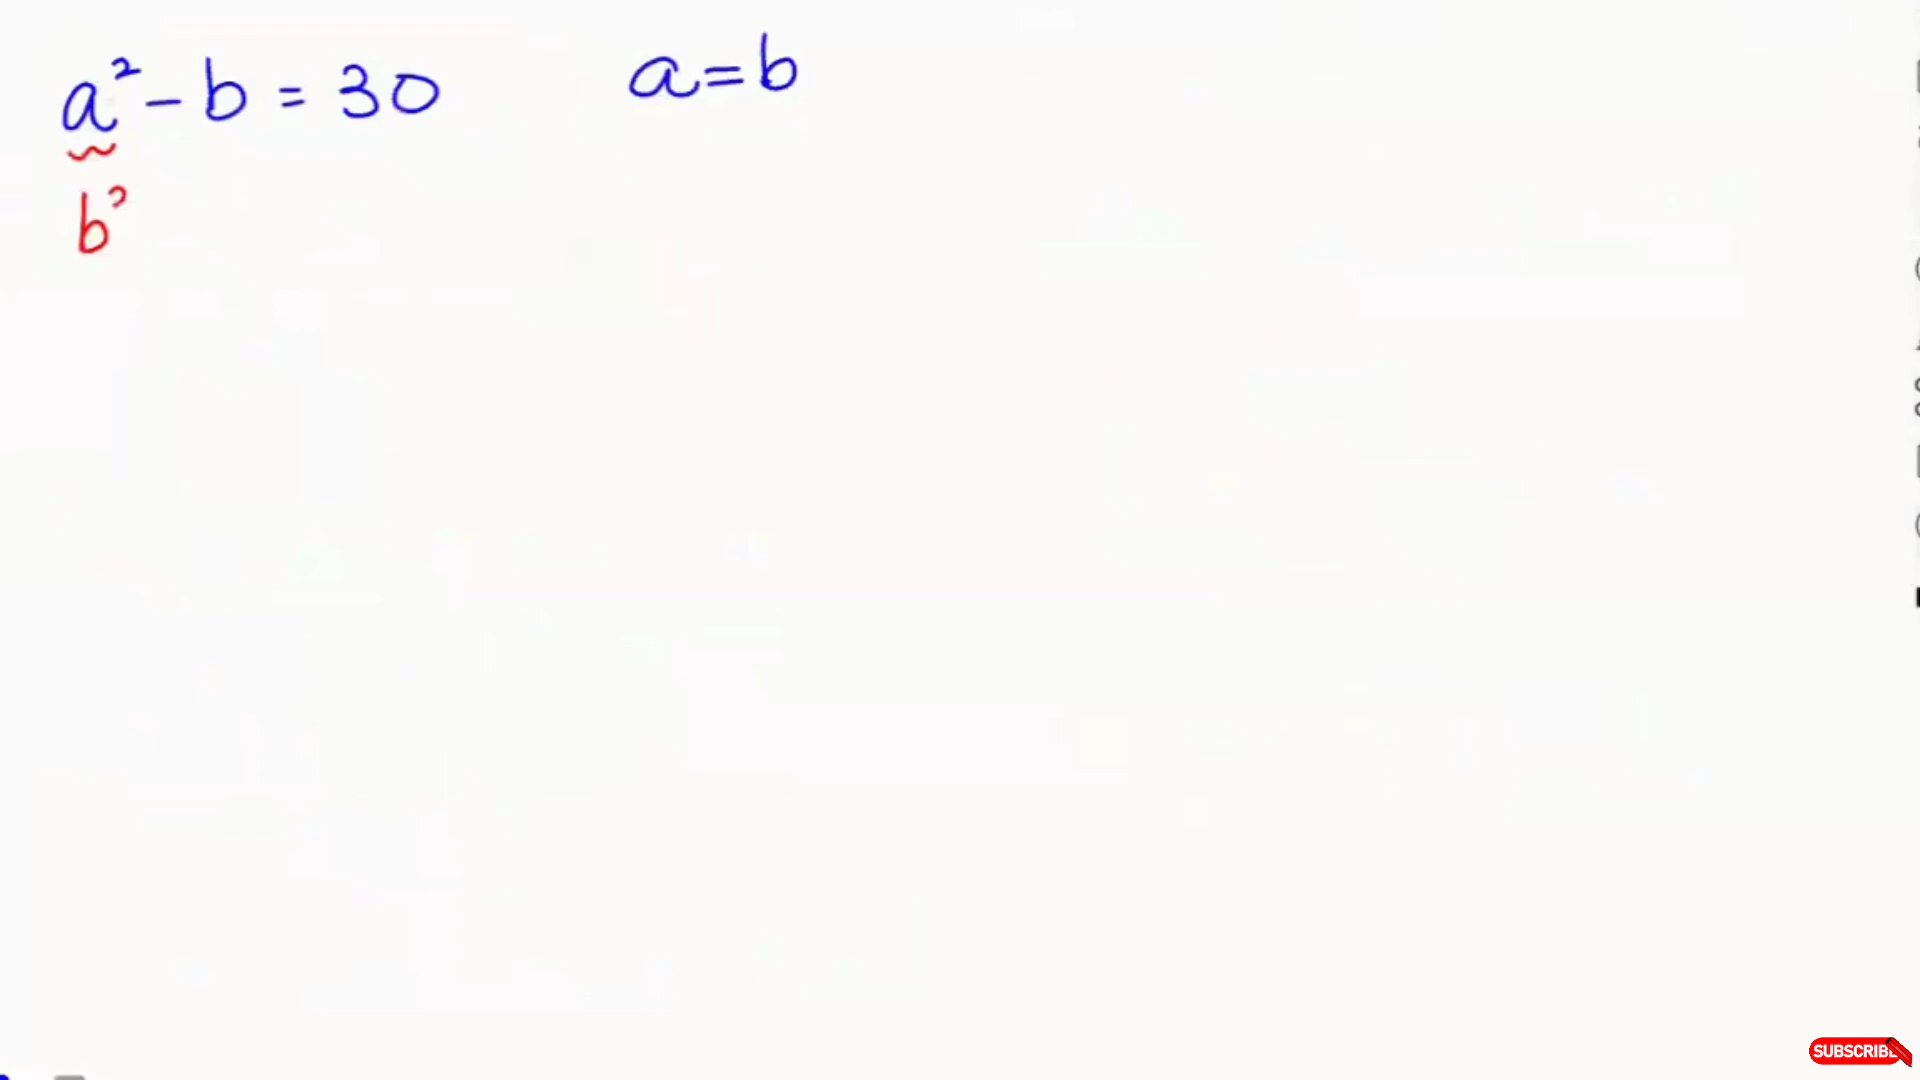 a² - b = 30 a = b
b²
SUBSCRIBE